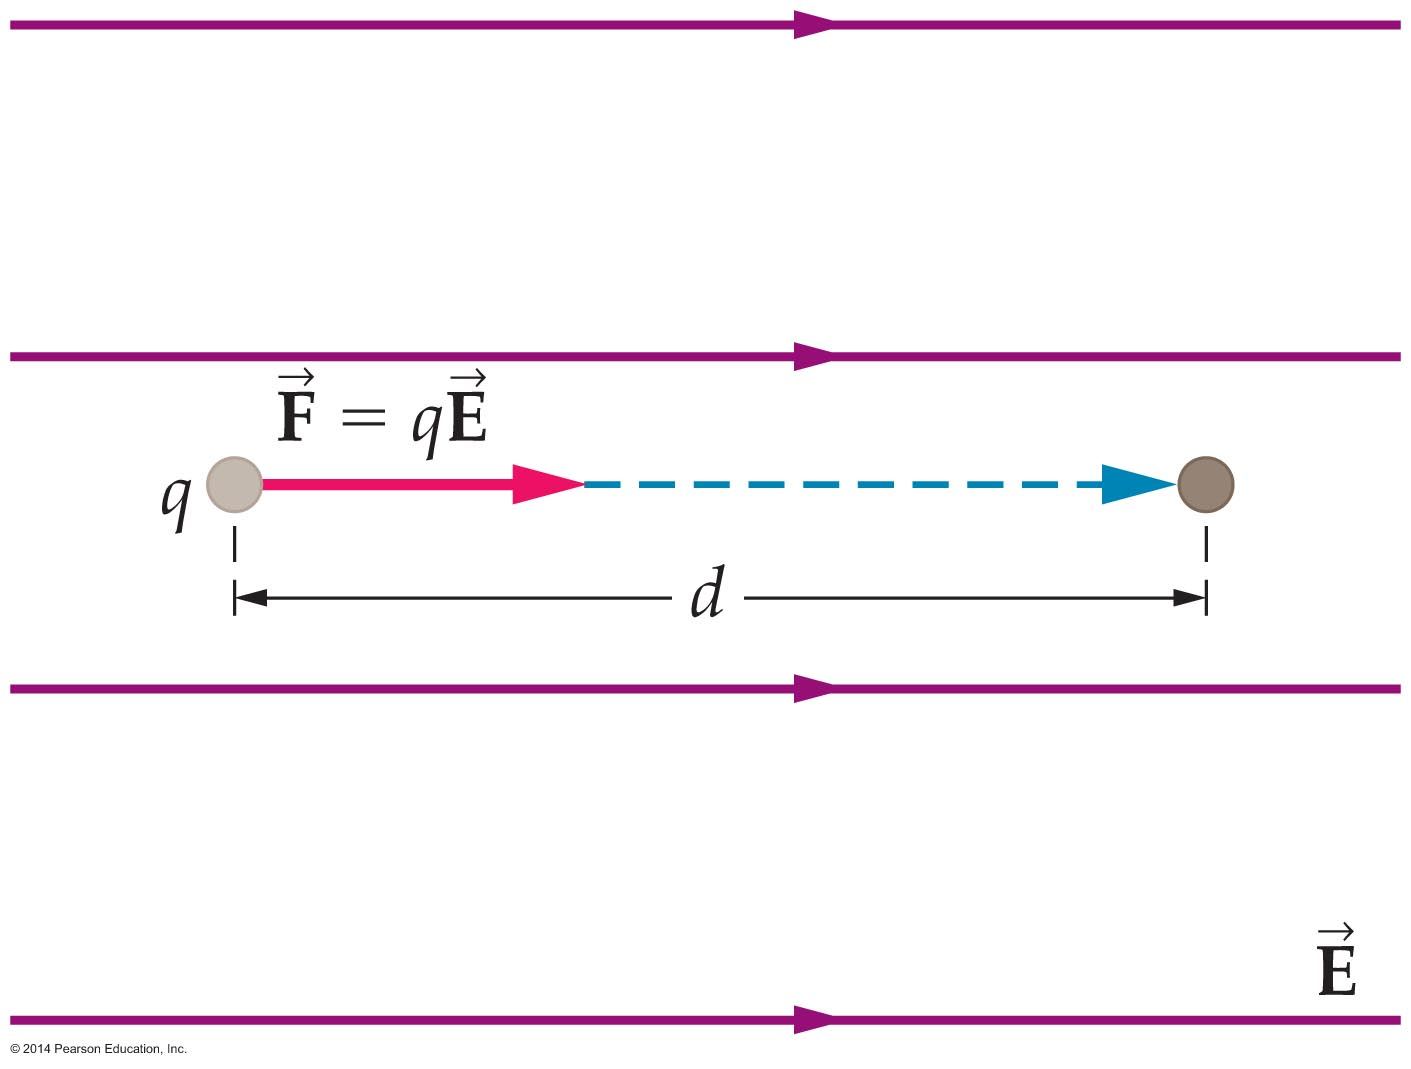 F⃗ = qE⃗
q
d
E⃗
© 2014 Pearson Education, Inc.